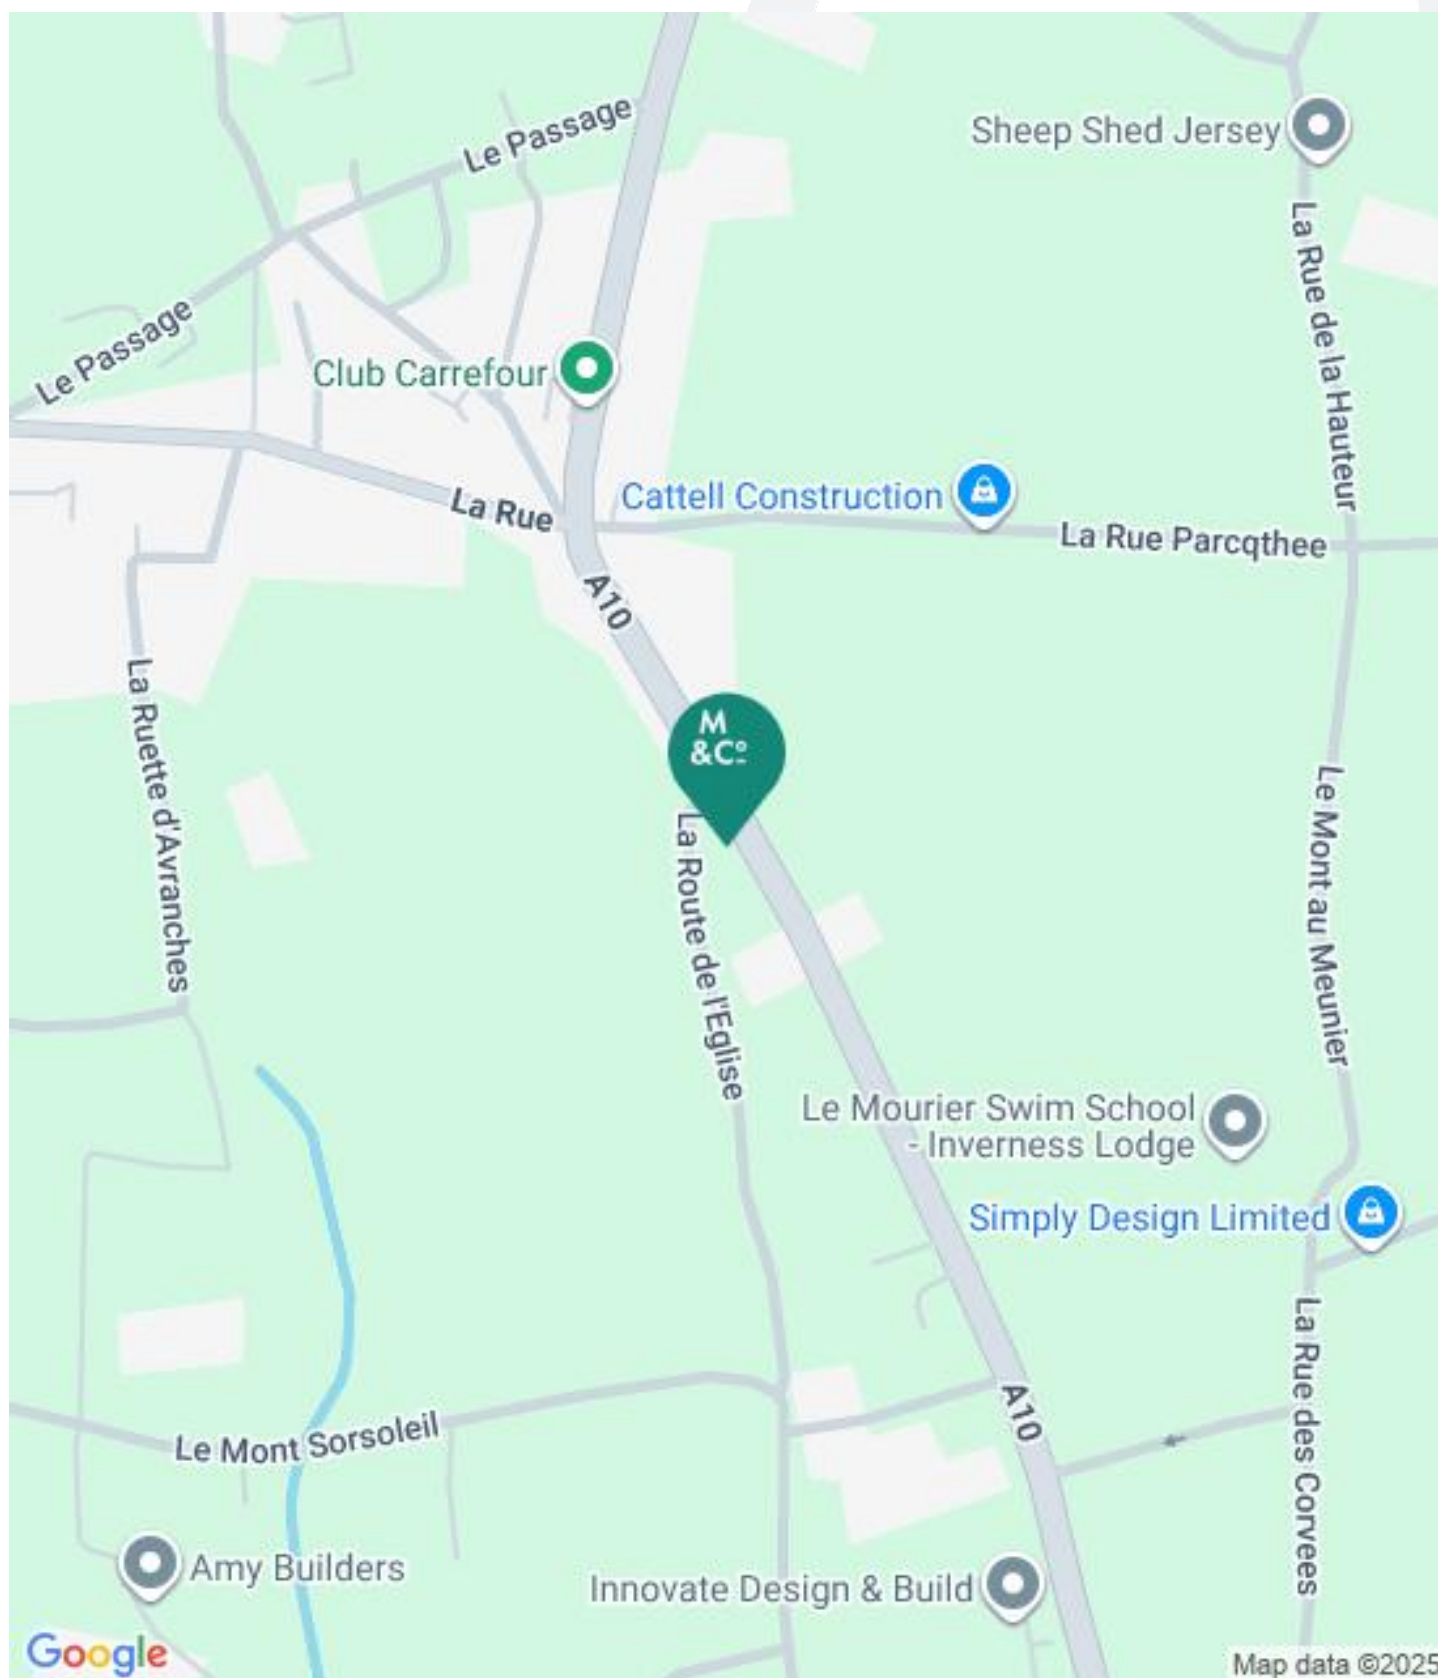 Le Passage
Sheep Shed Jersey
La Rue de la Hauteur
Le Passage
Club Carrefour
La Rue
Cattell Construction
La Rue Parcqthee
A10
La Ruette d'Avranches
M
&Cº
La Route de l'Eglise
Le Mont au Meunier
Le Mourier Swim School
- Inverness Lodge
Simply Design Limited
La Rue des Corvees
A10
Le Mont Sorsoleil
Amy Builders
Innovate Design & Build
Google
Map data ©2025